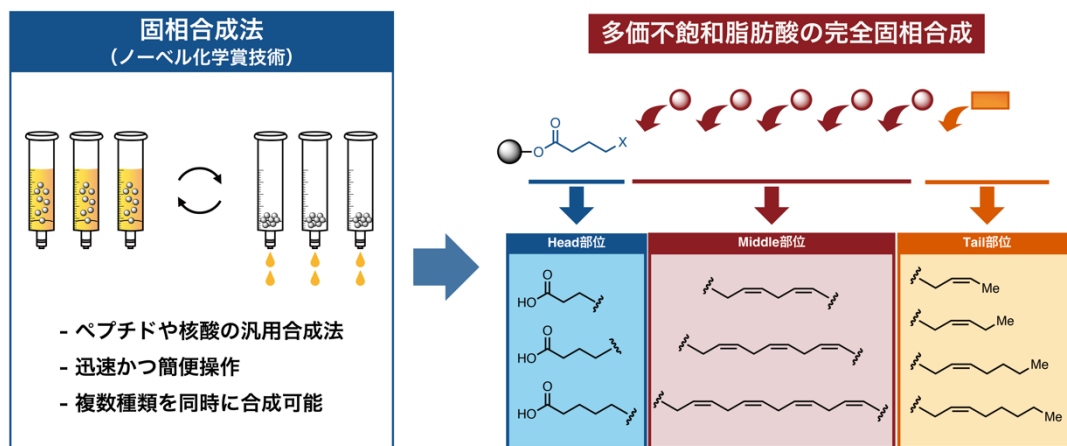 固相合成法
（ノーベル化学賞技術）
- ペプチドや核酸の汎用合成法
- 迅速かつ簡便操作
- 複数種類を同時に合成可能
多価不飽和脂肪酸の完全固相合成
O
O
X
Head部位
Middle部位
Tail部位
O
HO
O
HO
O
HO
Me
Me
Me
Me